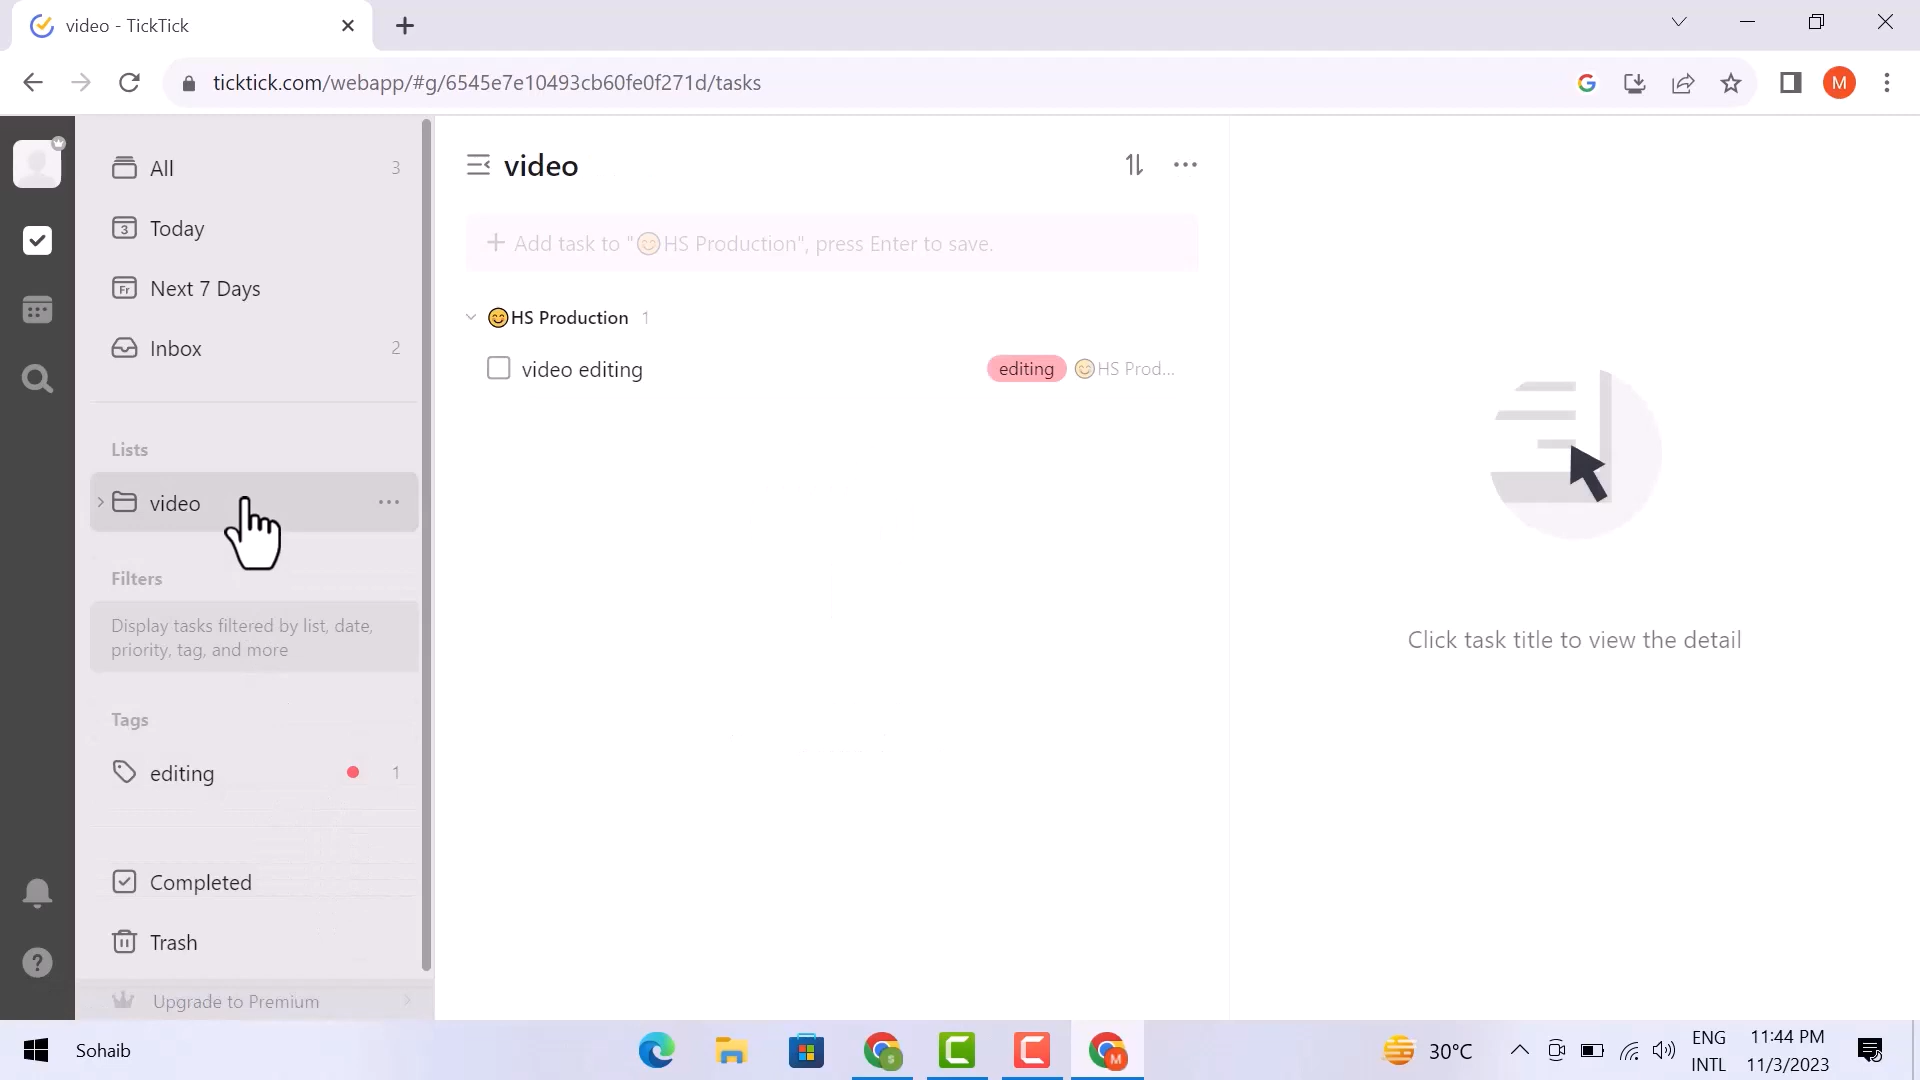 video - TickTick
ticktick.com/webapp/#g/6545e7e10493cb60fe0f271d/tasks
M
All 3
3 Today
Fr Next 7 Days
Inbox 2
Lists
video
Filters
Display tasks filtered by list, date,
priority, tag, and more
Tags
editing 1
Completed
Trash
Upgrade to Premium
video
Add task to "😊HS Production", press Enter to save.
😊HS Production 1
video editing editing 😊HS Prod...
Click task title to view the detail
Sohaib
S
M
30°C
ENG
INTL
11:44 PM
11/3/2023